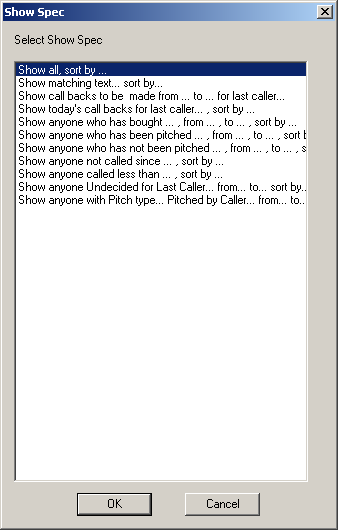 Show Spec
Select Show Spec
Show all, sort by ...
Show matching text... sort by...
Show call backs to be  made from ... to ... for last caller...
Show today's call backs for last caller... , sort by ...
Show anyone who has bought ... , from ... , to ... , sort by ...
Show anyone who has been pitched ... , from ... , to ... , sort b
Show anyone who has not been pitched ... , from ... , to ... , s
Show anyone not called since ... , sort by ...
Show anyone called less than ... , sort by ...
Show anyone Undecided for Last Caller... from... to... sort by...
Show anyone with Pitch type... Pitched by Caller... from... to..
OK Cancel